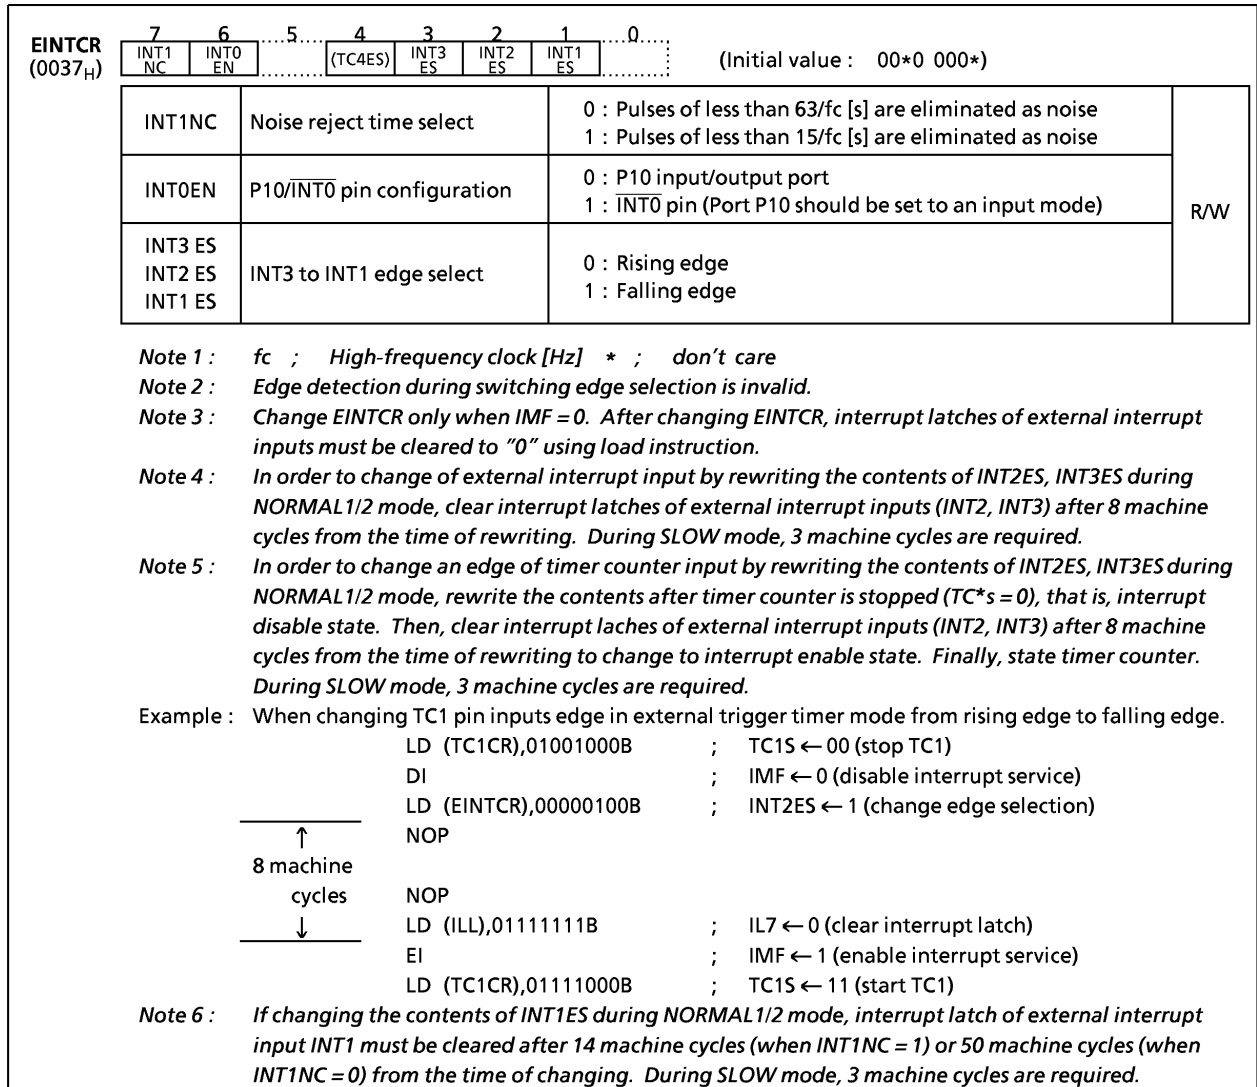 7 6 5 4 3 2 1 0
EINTCR (0037H) INT1 NC INT0 EN (TC4ES) INT3 ES INT2 ES INT1 ES (Initial value : 00*0 000*)
INT1NC Noise reject time select 0 : Pulses of less than 63/fc [s] are eliminated as noise
1 : Pulses of less than 15/fc [s] are eliminated as noise
INT0EN P10/INT0 pin configuration 0 : P10 input/output port
1 : INT0 pin (Port P10 should be set to an input mode)
R/W
INT3 ES
INT2 ES
INT1 ES
INT3 to INT1 edge select
0 : Rising edge
1 : Falling edge
Note 1 : fc ; High-frequency clock [Hz] * ; don't care
Note 2 : Edge detection during switching edge selection is invalid.
Note 3 : Change EINTCR only when IMF = 0. After changing EINTCR, interrupt latches of external interrupt
inputs must be cleared to "0" using load instruction.
Note 4 : In order to change of external interrupt input by rewriting the contents of INT2ES, INT3ES during
NORMAL1/2 mode, clear interrupt latches of external interrupt inputs (INT2, INT3) after 8 machine
cycles from the time of rewriting. During SLOW mode, 3 machine cycles are required.
Note 5 : In order to change an edge of timer counter input by rewriting the contents of INT2ES, INT3ES during
NORMAL1/2 mode, rewrite the contents after timer counter is stopped (TC*s = 0), that is, interrupt
disable state. Then, clear interrupt laches of external interrupt inputs (INT2, INT3) after 8 machine
cycles from the time of rewriting to change to interrupt enable state. Finally, state timer counter.
During SLOW mode, 3 machine cycles are required.
Example : When changing TC1 pin inputs edge in external trigger timer mode from rising edge to falling edge.
LD (TC1CR),01001000B ; TC1S ← 00 (stop TC1)
DI ; IMF ← 0 (disable interrupt service)
LD (EINTCR),00000100B ; INT2ES ← 1 (change edge selection)
↑ NOP
8 machine
cycles NOP
↓ LD (ILL),01111111B ; IL7 ← 0 (clear interrupt latch)
EI ; IMF ← 1 (enable interrupt service)
LD (TC1CR),01111000B ; TC1S ← 11 (start TC1)
Note 6 : If changing the contents of INT1ES during NORMAL1/2 mode, interrupt latch of external interrupt
input INT1 must be cleared after 14 machine cycles (when INT1NC = 1) or 50 machine cycles (when
INT1NC = 0) from the time of changing. During SLOW mode, 3 machine cycles are required.